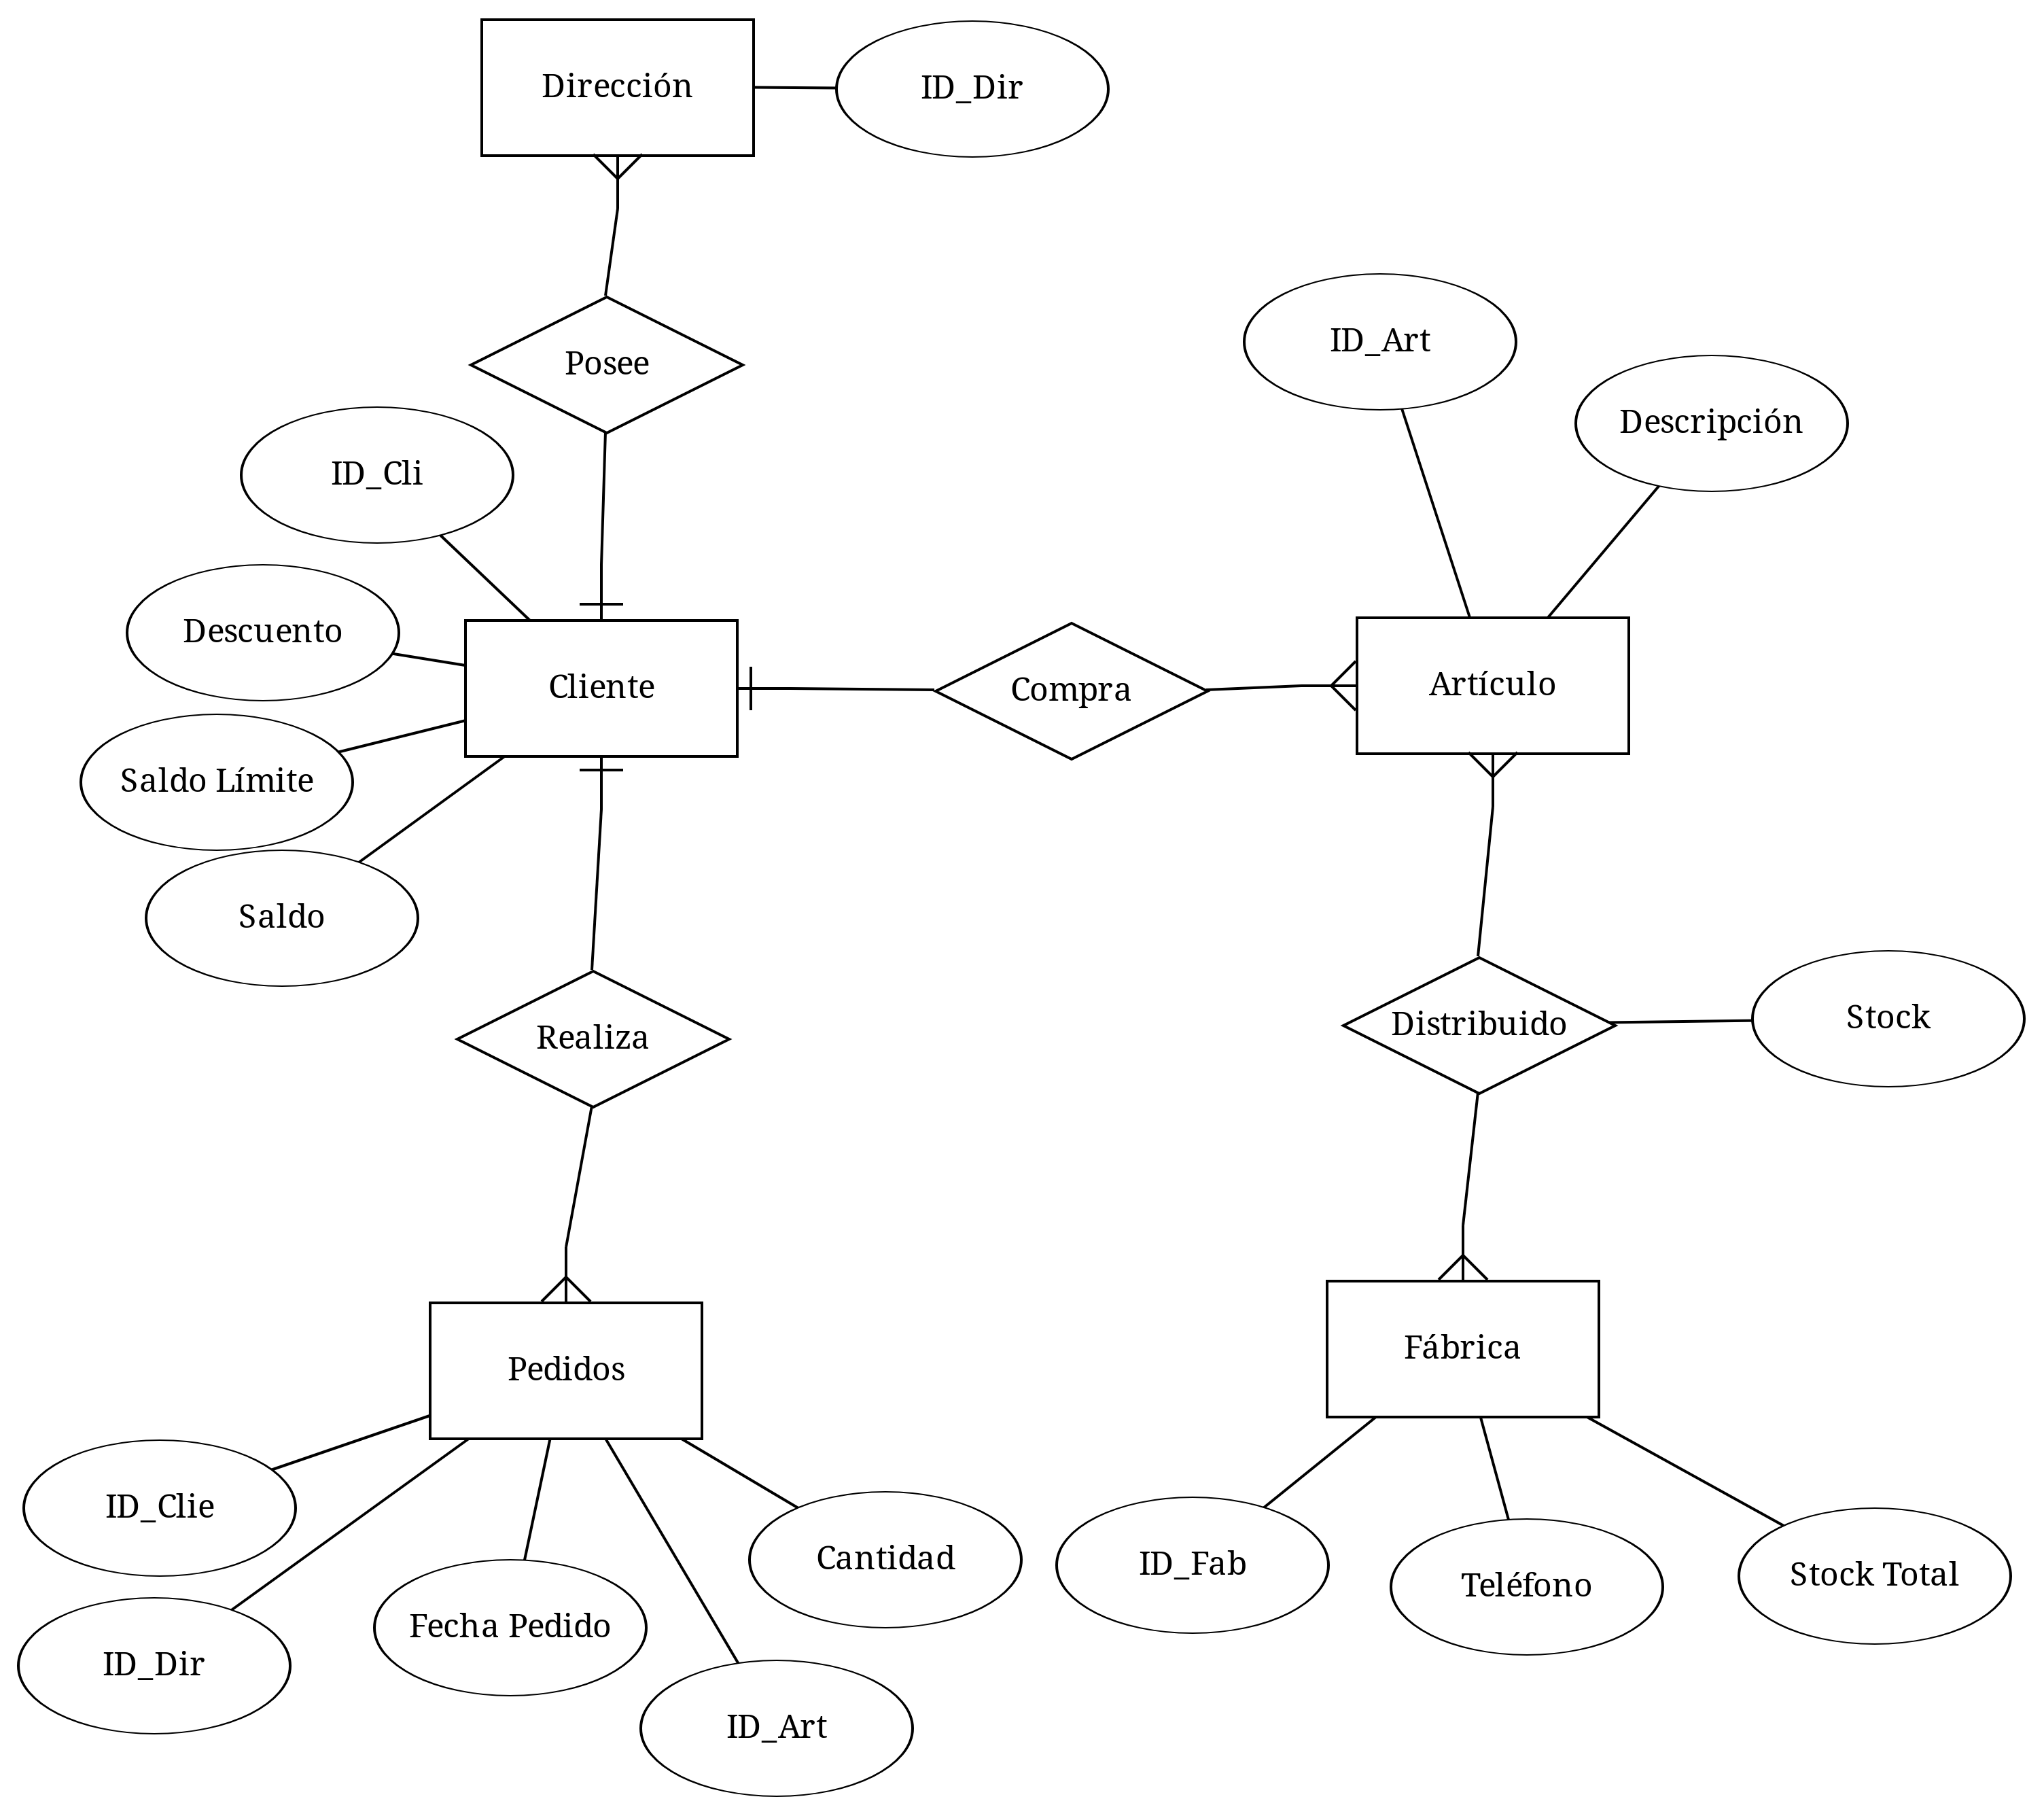 Dirección
ID_Dir
Posee
ID_Art
Descripción
ID_Cli
Descuento
Cliente
Compra
Artículo
Saldo Límite
Saldo
Realiza
Distribuido
Stock
Pedidos
Fábrica
ID_Clie
Cantidad
ID_Fab
Teléfono
Stock Total
Fecha Pedido
ID_Dir
ID_Art